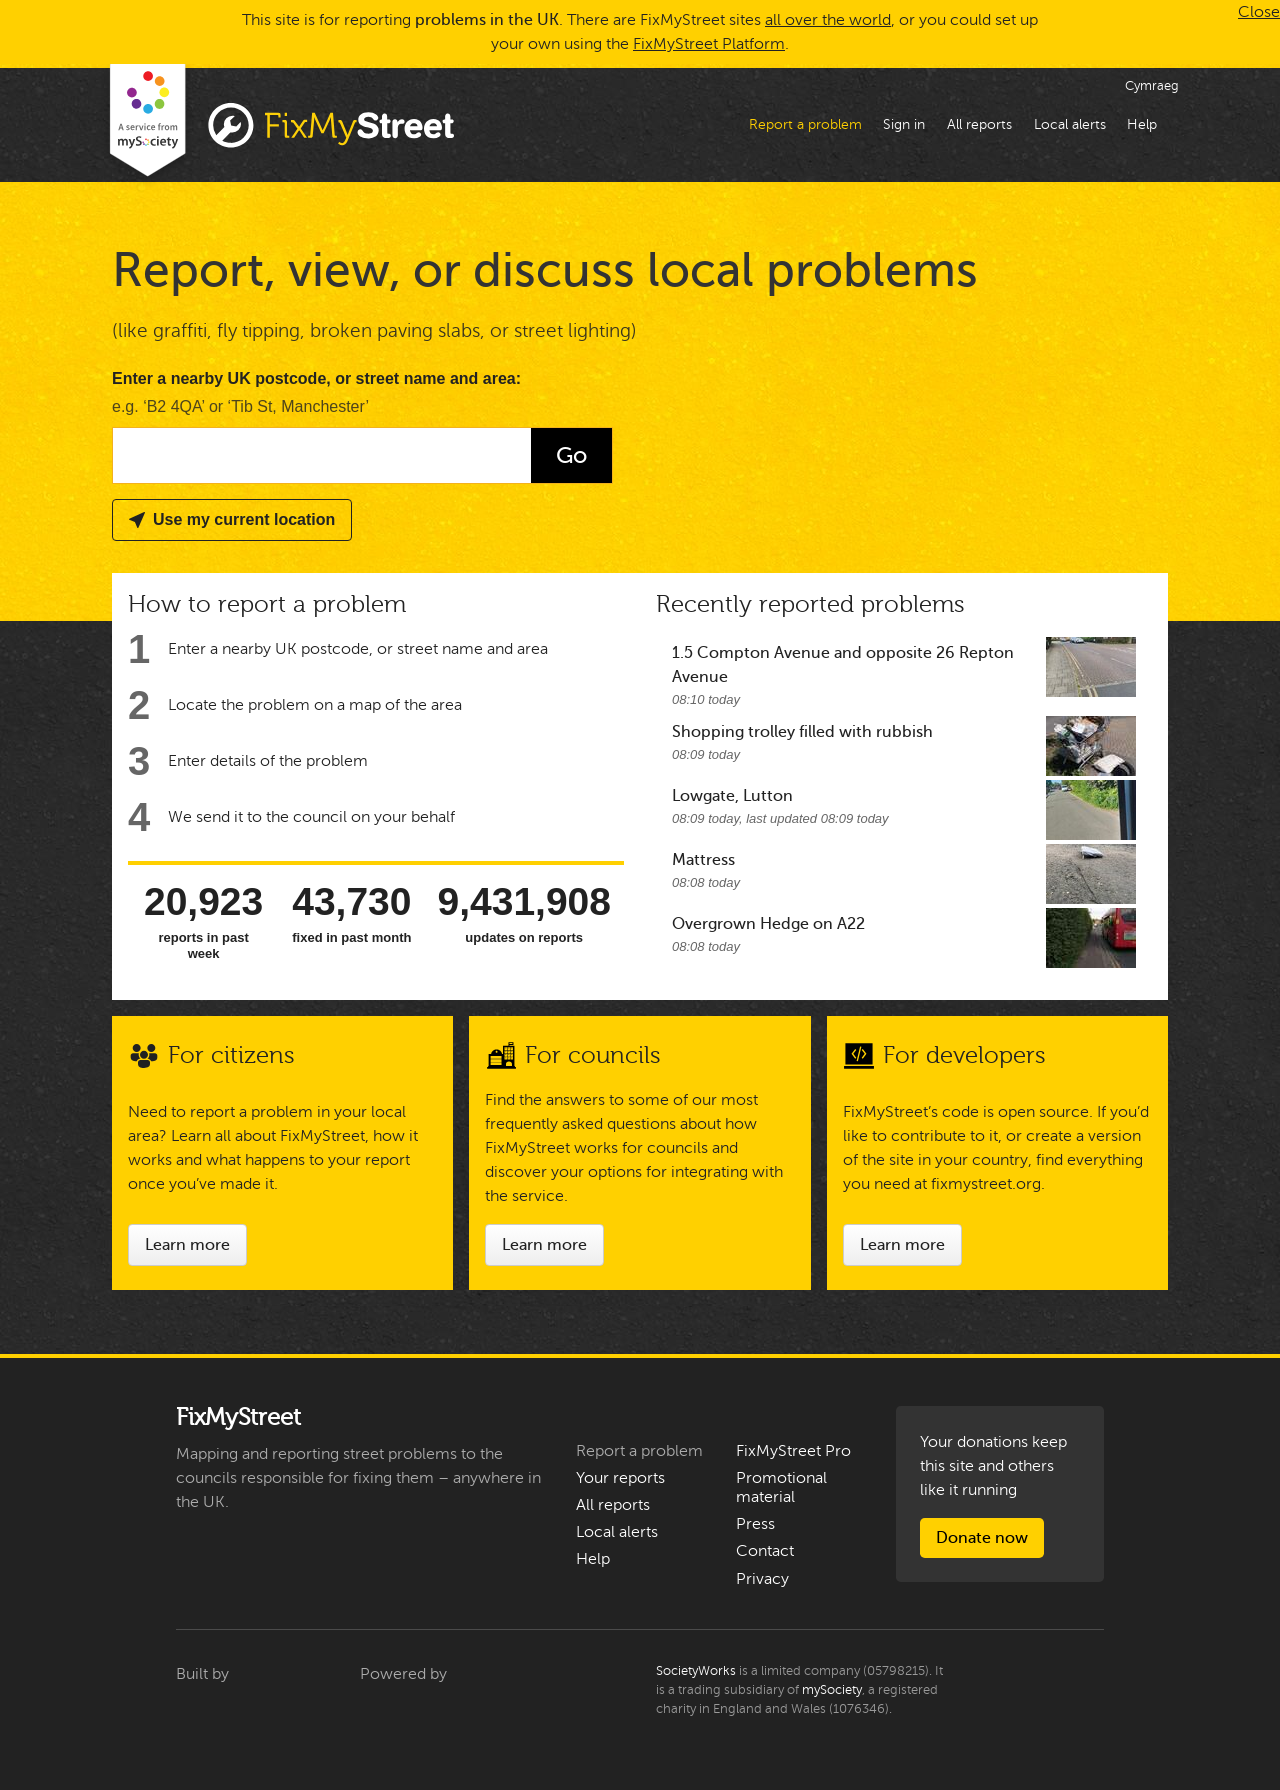 This site is for reporting problems in the UK. There are FixMyStreet sites all over the world, or you could set up
your own using the FixMyStreet Platform.
Close
Cymraeg
A service from
mySociety
FixMyStreet
Report a problem
Sign in
All reports
Local alerts
Help
Report, view, or discuss local problems
(like graffiti, fly tipping, broken paving slabs, or street lighting)
Enter a nearby UK postcode, or street name and area:
e.g. ‘B2 4QA’ or ‘Tib St, Manchester’
Go
Use my current location
How to report a problem
1 Enter a nearby UK postcode, or street name and area
2 Locate the problem on a map of the area
3 Enter details of the problem
4 We send it to the council on your behalf
20,923
reports in past
week
43,730
fixed in past month
9,431,908
updates on reports
Recently reported problems
1.5 Compton Avenue and opposite 26 Repton
Avenue
08:10 today
Shopping trolley filled with rubbish
08:09 today
Lowgate, Lutton
08:09 today, last updated 08:09 today
Mattress
08:08 today
Overgrown Hedge on A22
08:08 today
For citizens
Need to report a problem in your local
area? Learn all about FixMyStreet, how it
works and what happens to your report
once you’ve made it.
Learn more
For councils
Find the answers to some of our most
frequently asked questions about how
FixMyStreet works for councils and
discover your options for integrating with
the service.
Learn more
For developers
FixMyStreet’s code is open source. If you’d
like to contribute to it, or create a version
of the site in your country, find everything
you need at fixmystreet.org.
Learn more
FixMyStreet
Mapping and reporting street problems to the
councils responsible for fixing them – anywhere in
the UK.
Report a problem
Your reports
All reports
Local alerts
Help
FixMyStreet Pro
Promotional
material
Press
Contact
Privacy
Your donations keep
this site and others
like it running
Donate now
Built by
Powered by
SocietyWorks is a limited company (05798215). It
is a trading subsidiary of mySociety, a registered
charity in England and Wales (1076346).